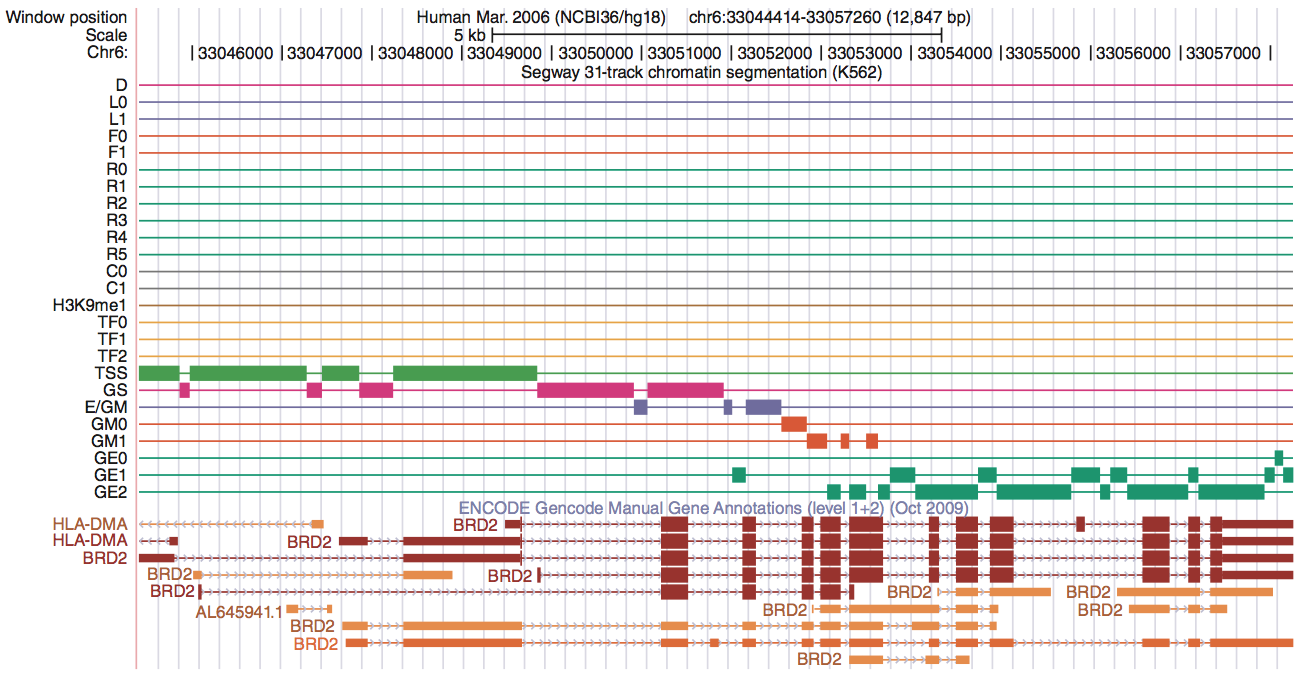 Window position Human Mar. 2006 (NCBI36/hg18) chr6:33044414-33057260 (12,847 bp)
Scale 5 kb
Chr6: 33046000 33047000 33048000 33049000 33050000 33051000 33052000 33053000 33054000 33055000 33056000 33057000
Segway 31-track chromatin segmentation (K562)
D
L0
L1
F0
F1
R0
R1
R2
R3
R4
R5
C0
C1
H3K9me1
TF0
TF1
TF2
TSS
GS
E/GM
GM0
GM1
GE0
GE1
GE2
ENCODE Gencode Manual Gene Annotations (level 1+2) (Oct 2009)
HLA-DMA BRD2
HLA-DMA BRD2
BRD2
BRD2 BRD2
BRD2 BRD2 BRD2
AL645941.1 BRD2 BRD2
BRD2
BRD2
BRD2